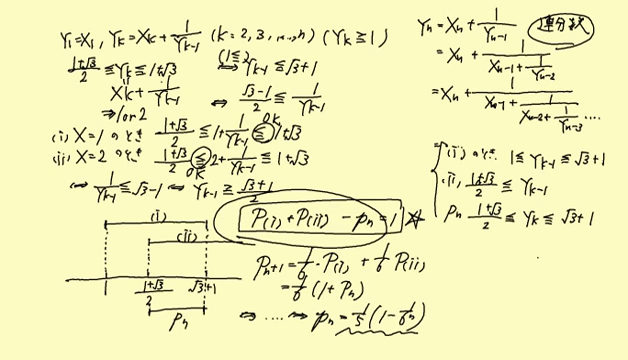 Y₁=X₁, Yₖ=Xₖ+1/Yₖ₋₁ (k=2,3,……,n) (Yₖ≧1)
(1+√3)/2≦Yₖ≦1+√3
Xₖ+1/Yₖ₋₁
⇒1or2
(1≦)
⇔Yₖ₋₁≦√3+1
⇔ (√3-1)/2≦1/Yₖ₋₁
(i) X=1のとき (1+√3)/2≦1+1/Yₖ₋₁≦1+√3
OK
(ii) X=2のとき (1+√3)/2≦2+1/Yₖ₋₁≦1+√3
OK
⇔1/Yₖ₋₁≦√3-1⇔Yₖ₋₁≧(√3+1)/2
(i)
(ii)
(1+√3)/2 √3+1
pₙ
P(i)+P(ii)-pₙ=1
Pₙ₊₁=1/6・P(i)+1/6P(ii)
=1/6(1+Pₙ)
⇔……⇒pₙ=1/5(1-1/6ⁿ)
Yₙ=Xₙ+1/Yₙ₋₁ 連分数
=Xₙ+1/(Xₙ₋₁+1/Yₙ₋₂)
=Xₙ+1/(Xₙ₋₁+1/(Xₙ₋₂+1/Yₙ₋₃))‥‥
(i)のとき 1≦Yₖ₋₁≦√3+1
(ii) (1+√3)/2≦Yₖ₋₁
Pₙ (1+√3)/2≦Yₖ≦√3+1